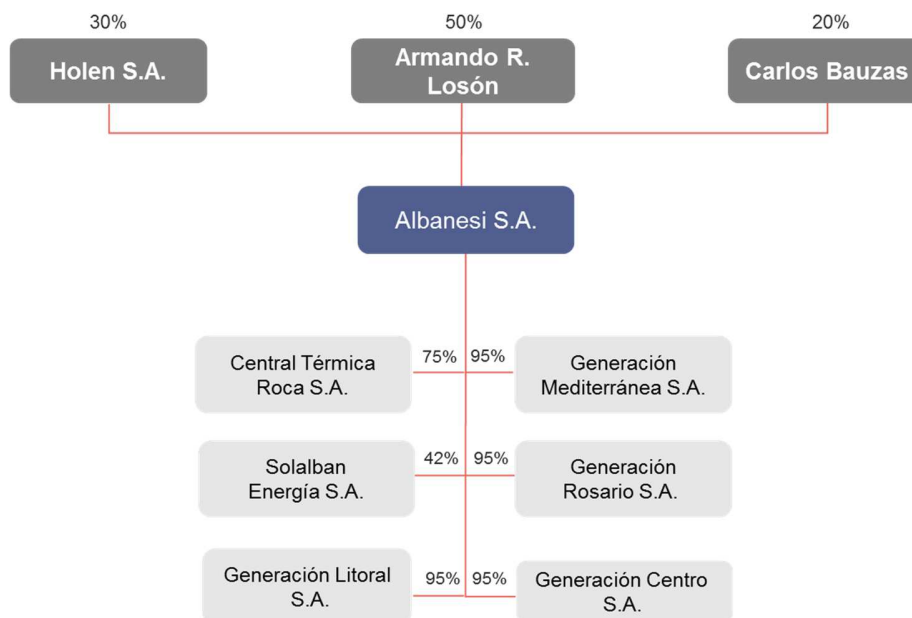 30%
50%
20%
Holen S.A.
Armando R.
Losón
Carlos Bauzas
Albanesi S.A.
Central Térmica
Roca S.A.
75%
95%
Generación
Mediterránea S.A.
Solalban
Energía S.A.
42%
95%
Generación
Rosario S.A.
Generación Litoral
S.A.
95%
95%
Generación Centro
S.A.